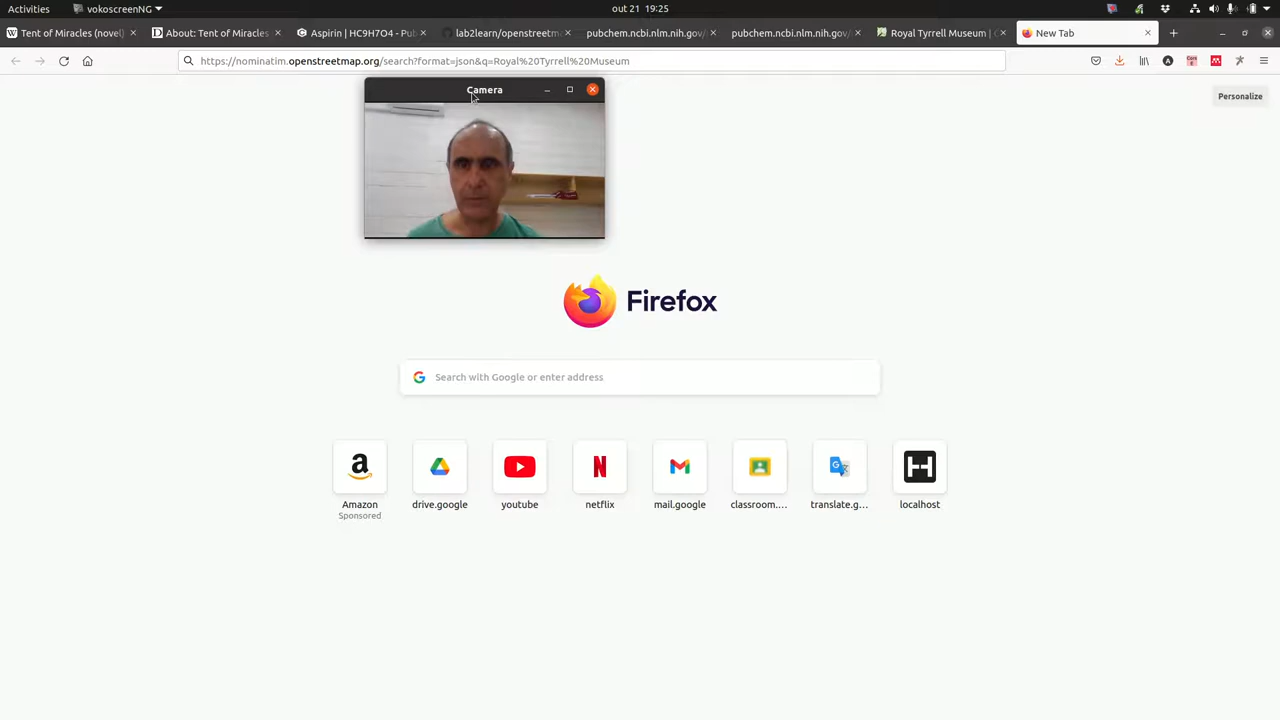 Activities
vokoscreenNG
out 21 19:25
Tent of Miracles (novel)
About: Tent of Miracles
Aspirin | HC9H7O4 - Pub
lab2learn/openstreetm
pubchem.ncbi.nlm.nih.gov/
pubchem.ncbi.nlm.nih.gov/
Royal Tyrrell Museum | O
New Tab
https://nominatim.openstreetmap.org/search?format=json&q=Royal%20Tyrrell%20Museum
Camera
Personalize
Firefox
Search with Google or enter address
Amazon
Sponsored
drive.google
youtube
netflix
mail.google
classroom....
translate.g...
localhost